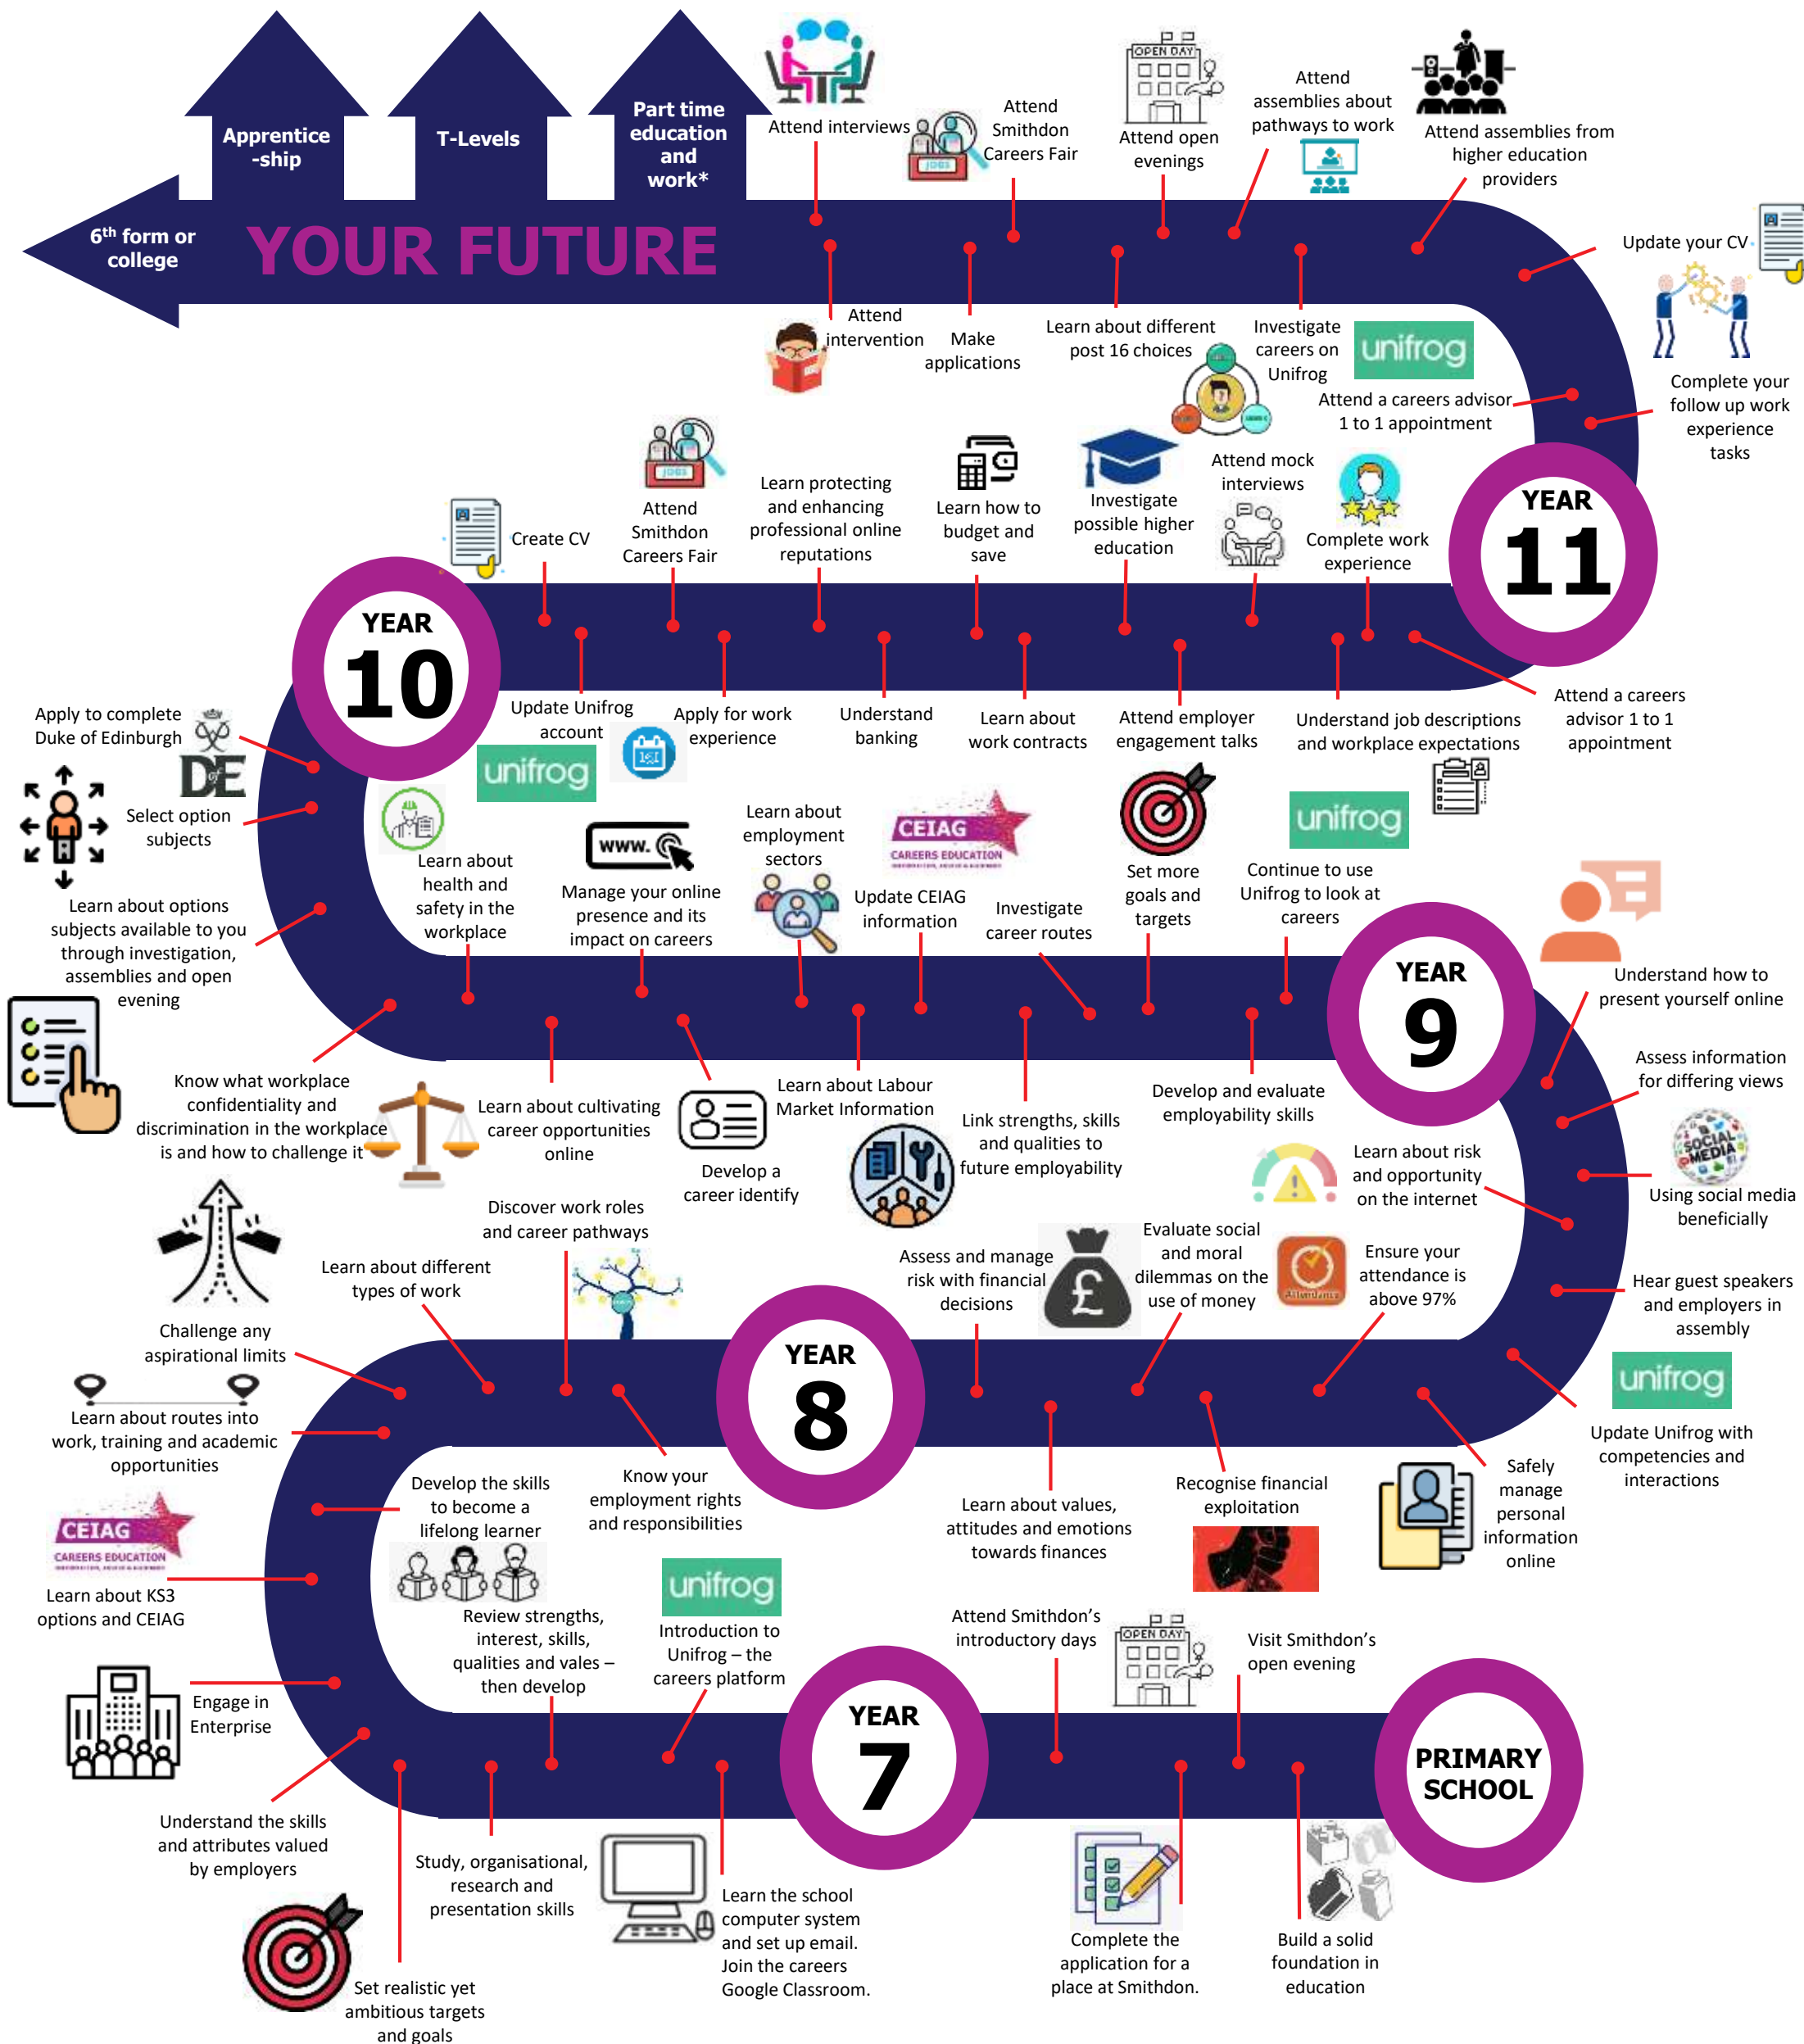 Apprentice
-ship
T-Levels
Part time
education
and
work*
6th form or
college
YOUR FUTURE
Attend interviews
JOBS
Attend
Smithdon
Careers Fair
OPEN DAY
Attend open
evenings
Attend
assemblies about
pathways to work
Attend assemblies from
higher education
providers
Update your CV
Attend
intervention
Make
applications
Learn about different
post 16 choices
Investigate
careers on
Unifrog
unifrog
Attend a careers advisor
1 to 1 appointment
Complete your
follow up work
experience
tasks
YEAR
11
Create CV
JOBS
Attend
Smithdon
Careers Fair
Learn protecting
and enhancing
professional online
reputations
Learn how to
budget and
save
Investigate
possible higher
education
Attend mock
interviews
Complete work
experience
YEAR
10
Update Unifrog
account
unifrog
Apply for work
experience
Understand
banking
Learn about
work contracts
Attend employer
engagement talks
Understand job descriptions
and workplace expectations
Attend a careers
advisor 1 to 1
appointment
Apply to complete
Duke of Edinburgh
DofE
Select option
subjects
Learn about options
subjects available to you
through investigation,
assemblies and open
evening
Learn about
health and
safety in the
workplace
www.
Manage your online
presence and its
impact on careers
Learn about
employment
sectors
CEIAG
CAREERS EDUCATION
Update CEIAG
information
Investigate
career routes
Set more
goals and
targets
unifrog
Continue to use
Unifrog to look at
careers
YEAR
9
Understand how to
present yourself online
Assess information
for differing views
SOCIAL
MEDIA
Using social media
beneficially
Know what workplace
confidentiality and
discrimination in the workplace
is and how to challenge it
Learn about cultivating
career opportunities
online
Develop a
career identify
Learn about Labour
Market Information
Link strengths, skills
and qualities to
future employability
Develop and evaluate
employability skills
Learn about risk
and opportunity
on the internet
Hear guest speakers
and employers in
assembly
unifrog
Update Unifrog with
competencies and
interactions
Challenge any
aspirational limits
Learn about different
types of work
Discover work roles
and career pathways
YEAR
8
Assess and manage
risk with financial
decisions
£
Evaluate social
and moral
dilemmas on the
use of money
Attendance
Ensure your
attendance is
above 97%
Learn about routes into
work, training and academic
opportunities
Develop the skills
to become a
lifelong learner
Know your
employment rights
and responsibilities
Learn about values,
attitudes and emotions
towards finances
Recognise financial
exploitation
Safely
manage
personal
information
online
CEIAG
CAREERS EDUCATION
Learn about KS3
options and CEIAG
Engage in
Enterprise
Review strengths,
interest, skills,
qualities and vales –
then develop
unifrog
Introduction to
Unifrog – the
careers platform
YEAR
7
Attend Smithdon's
introductory days
OPEN DAY
Visit Smithdon's
open evening
PRIMARY
SCHOOL
Understand the skills
and attributes valued
by employers
Set realistic yet
ambitious targets
and goals
Study, organisational,
research and
presentation skills
Learn the school
computer system
and set up email.
Join the careers
Google Classroom.
Complete the
application for a
place at Smithdon.
Build a solid
foundation in
education